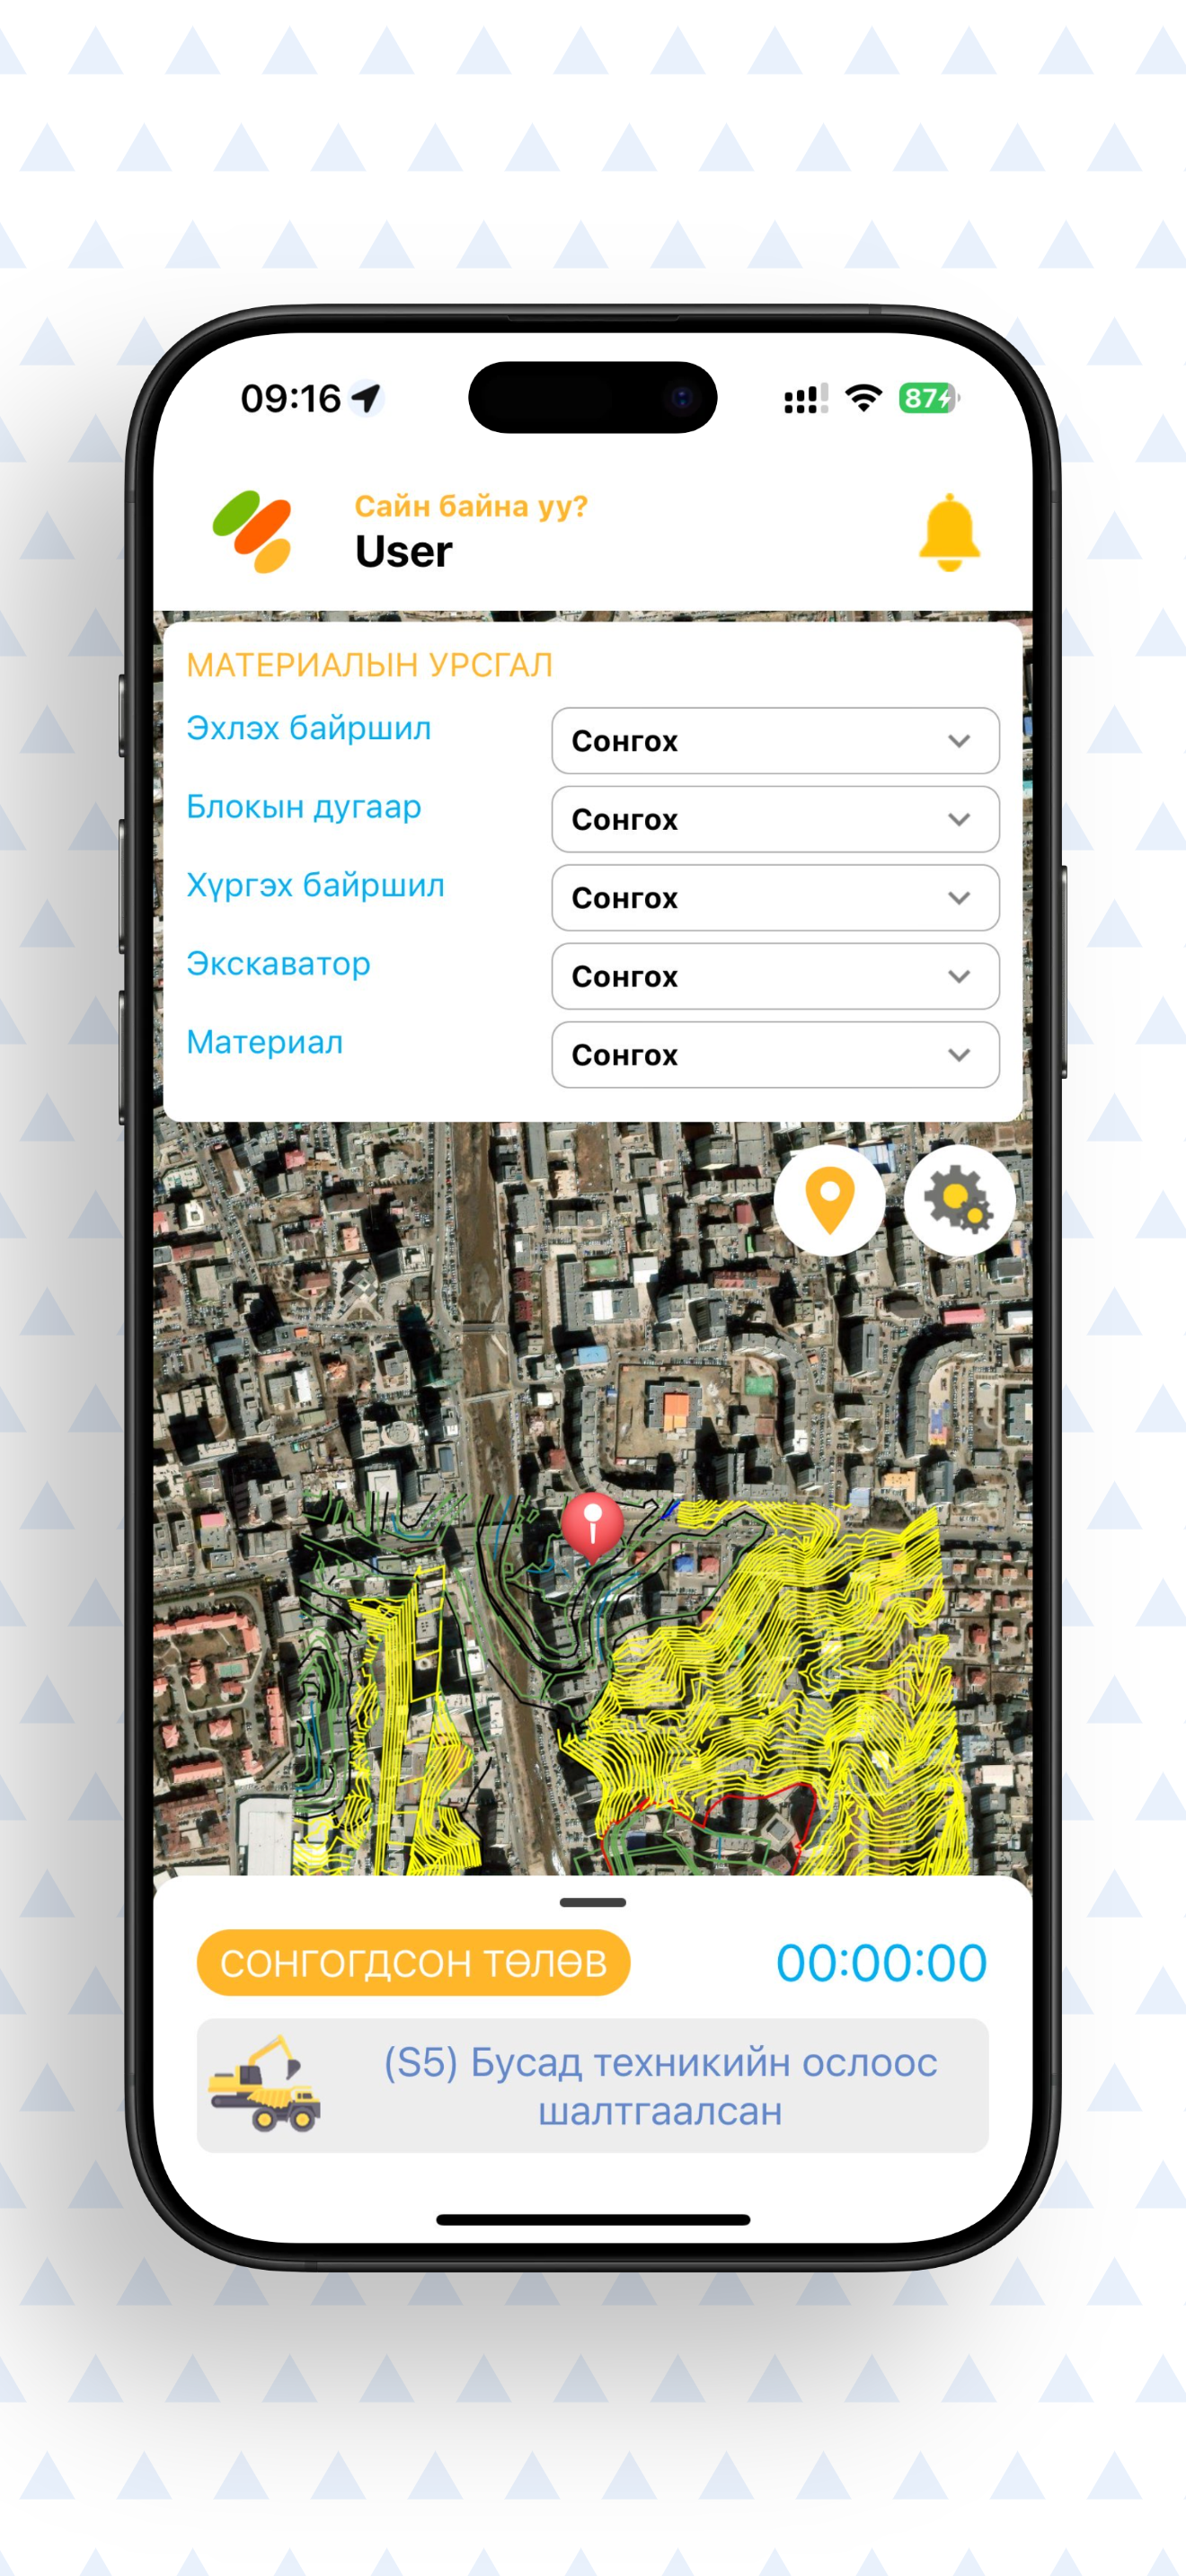 09:16
87
Сайн байна уу?
User
МАТЕРИАЛЫН УРСГАЛ
Эхлэх байршил
Сонгох
Блокын дугаар
Сонгох
Хүргэх байршил
Сонгох
Экскаватор
Сонгох
Материал
Сонгох
СОНГОГДСОН ТӨЛӨВ
00:00:00
(S5) Бусад техникийн ослоос
шалтгаалсан